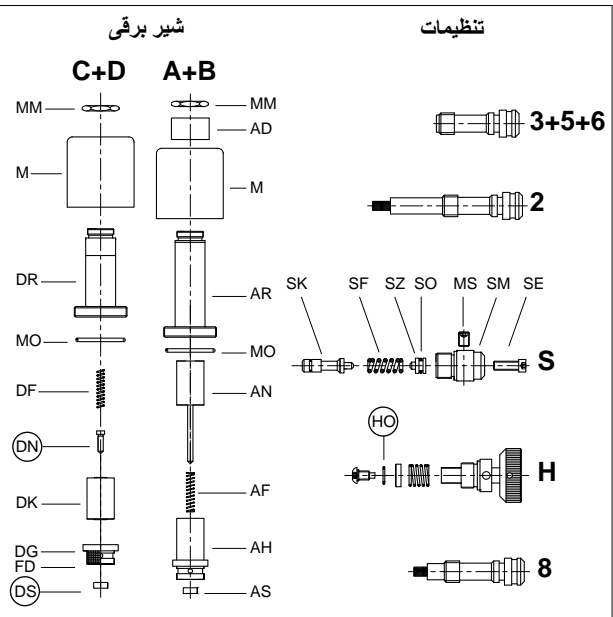 شیر برقی
تنظیمات
C+D
A+B
MM
M
DR
MO
DF
DN
DK
DG
FD
DS
MM
AD
M
AR
MO
AN
AF
AH
AS
3+5+6
2
SK SF SZ SO MS SM SE
S
HO
H
8